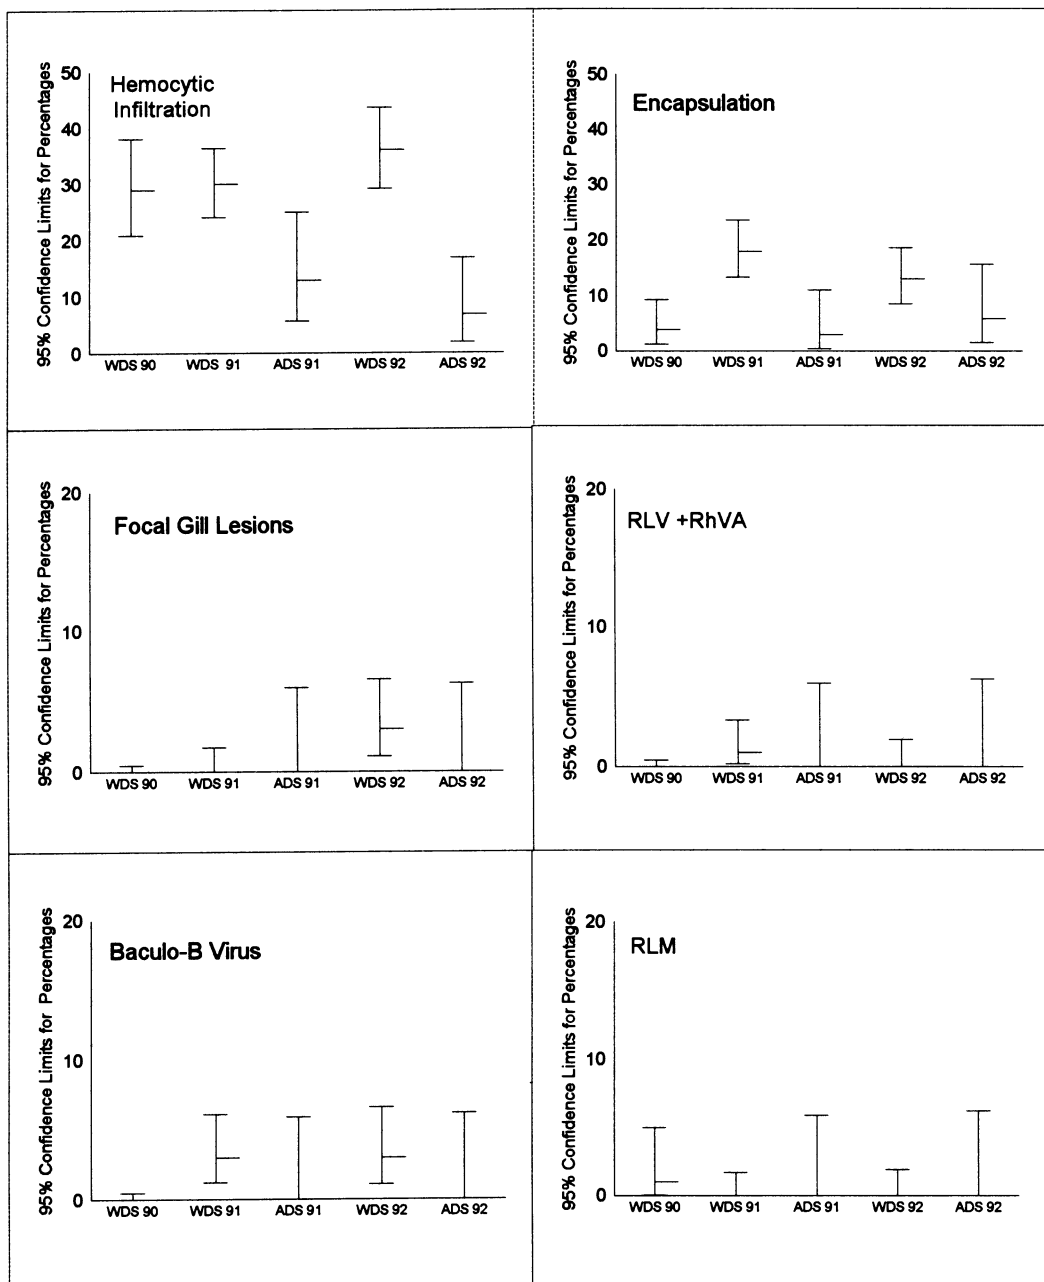 95% Confidence Limits for Percentages
Hemocytic
Infiltration
50
40
30
20
10
0
WDS 90 WDS 91 ADS 91 WDS 92 ADS 92
95% Confidence Limits for Percentages
Encapsulation
50
40
30
20
10
0
WDS 90 WDS 91 ADS 91 WDS 92 ADS 92
95% Confidence Limits for Percentages
Focal Gill Lesions
20
10
0
WDS 90 WDS 91 ADS 91 WDS 92 ADS 92
95% Confidence Limits for Percentages
RLV +RhVA
20
10
0
WDS 90 WDS 91 ADS 91 WDS 92 ADS 92
95% Confidence Limits for Percentages
Baculo-B Virus
20
10
0
WDS 90 WDS 91 ADS 91 WDS 92 ADS 92
95% Confidence Limits for Percentages
RLM
20
10
0
WDS 90 WDS 91 ADS 91 WDS 92 ADS 92